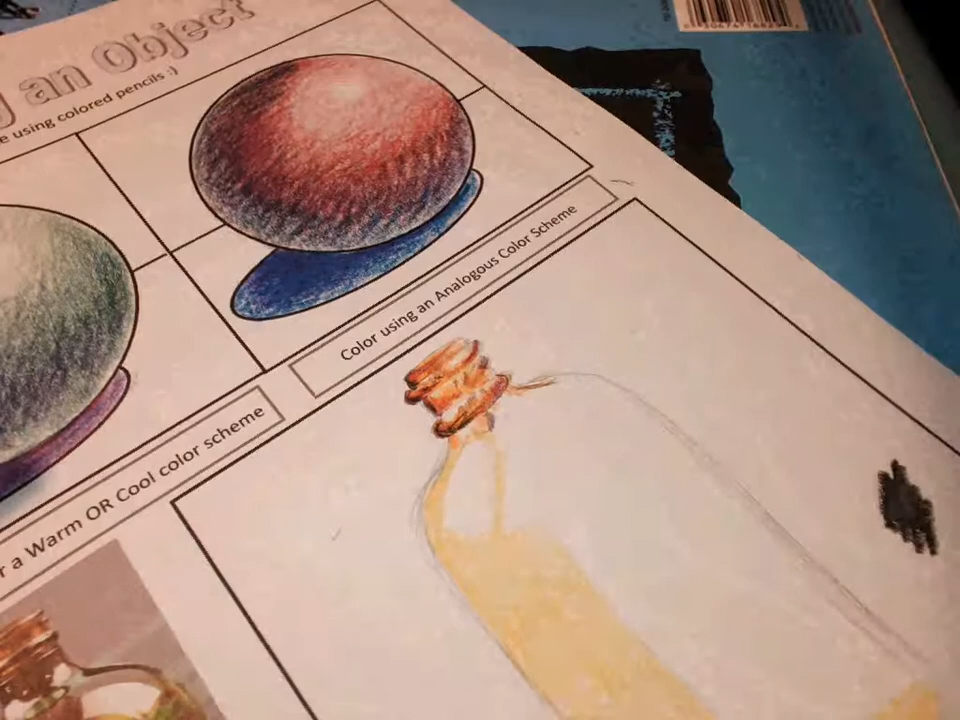 an Object
using colored pencils :)
Color using an Analogous Color Scheme
a Warm OR Cool color scheme